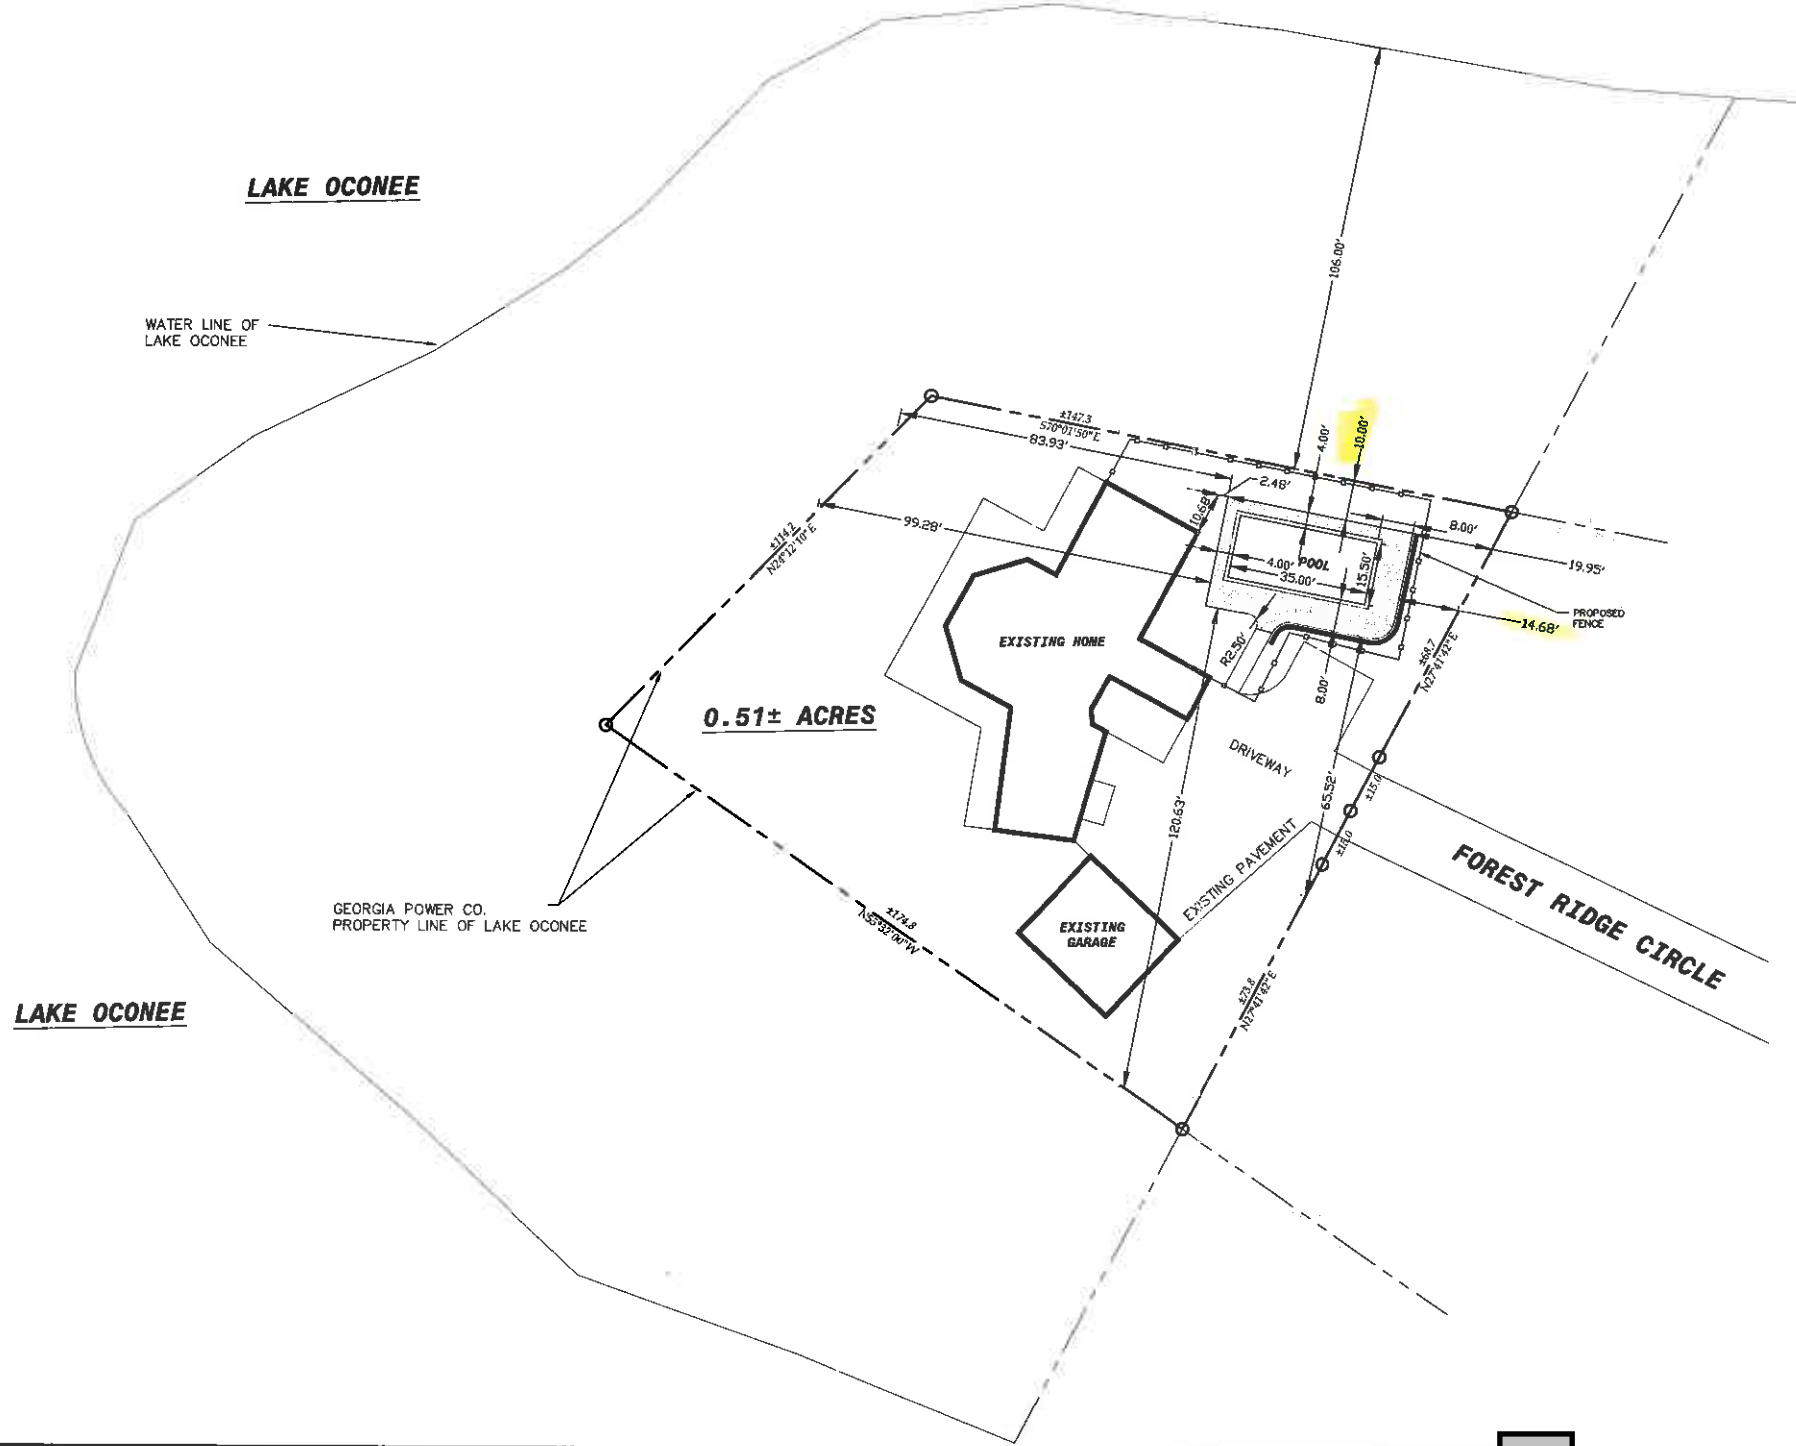 LAKE OCONEE
106.00'
WATER LINE OF
LAKE OCONEE
±147.3
S70°01'50"E
83.93'
4.00'
10.00'
2.48'
10.68'
8.00'
99.28'
±114.2
N24°12'10"E
19.95'
4.00'
POOL
35.00'
15.50'
PROPOSED
FENCE
14.68'
EXISTING HOME
R2.50'
±68.7
N27°41'42"E
8.00'
0.51± ACRES
DRIVEWAY
±15.0
65.52'
120.63'
±15.0
EXISTING PAVEMENT
FOREST RIDGE CIRCLE
GEORGIA POWER CO.
PROPERTY LINE OF LAKE OCONEE
±174.8
EXISTING
GARAGE
±73.8
N27°41'42"E
LAKE OCONEE